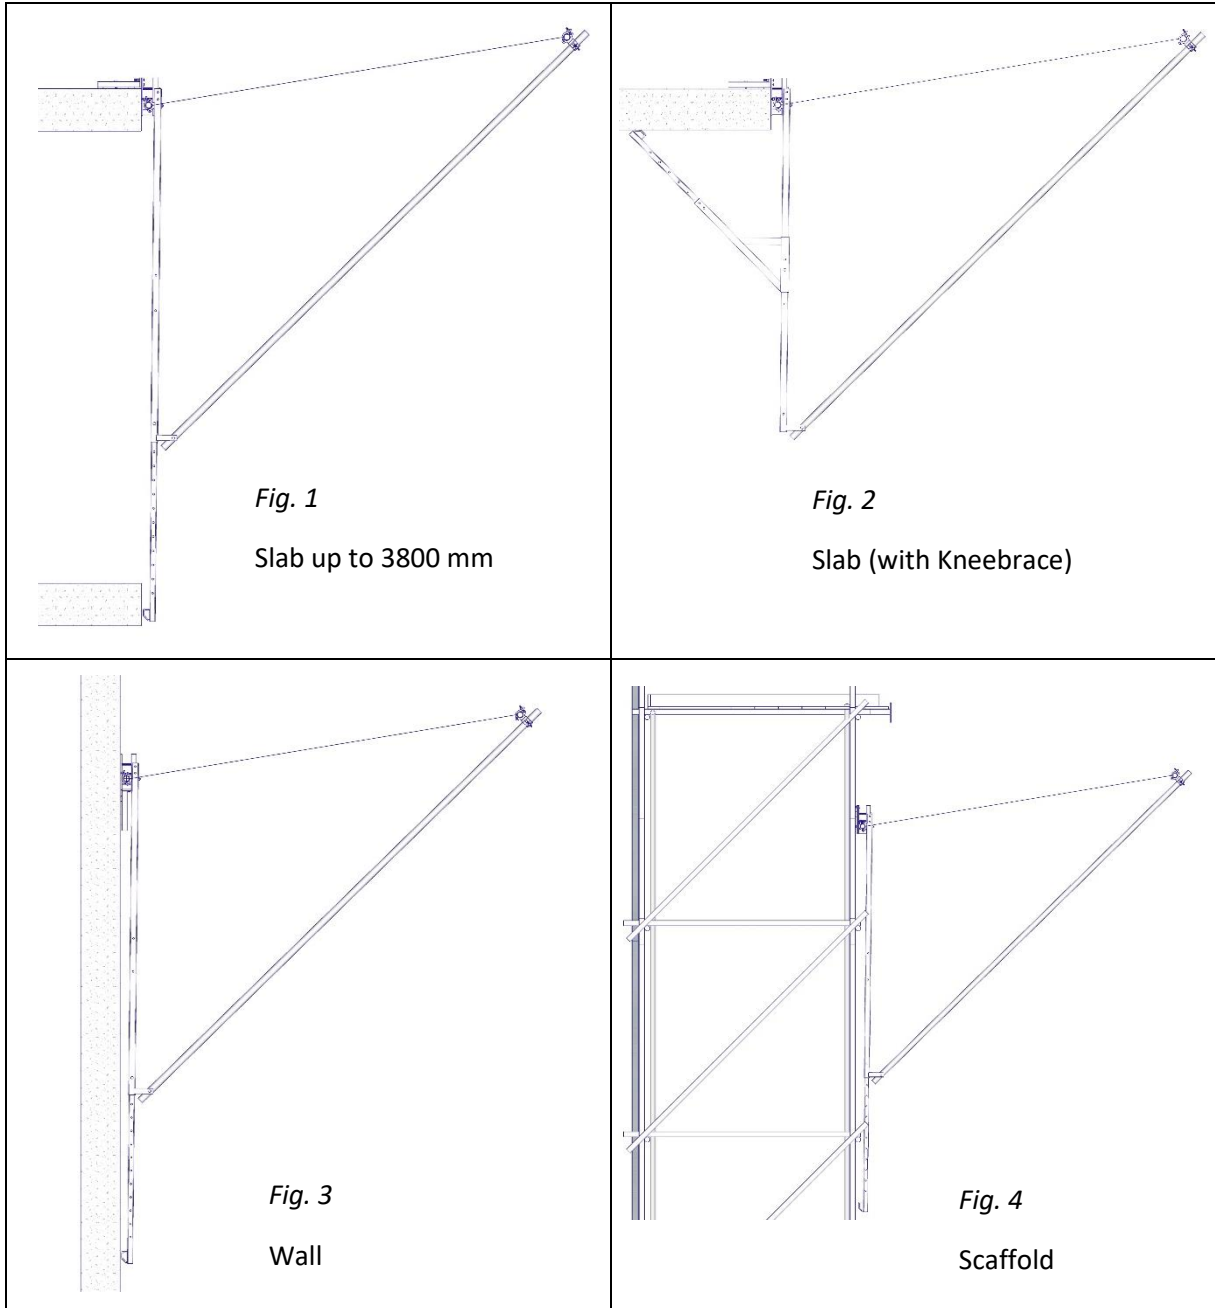 Fig. 1
Slab up to 3800 mm
Fig. 2
Slab (with Kneebrace)
Fig. 3
Wall
Fig. 4
Scaffold